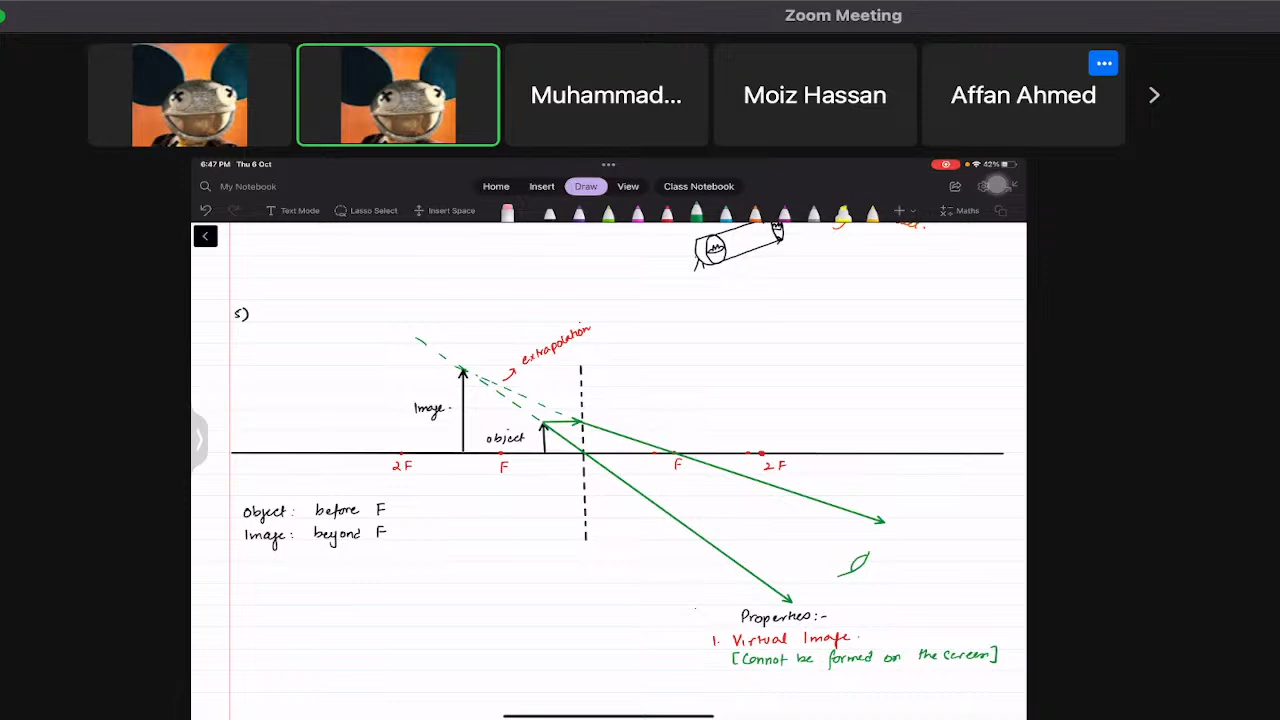 Zoom Meeting
Muhammad...
Moiz Hassan
Affan Ahmed
6:47 PM Thu 6 Oct
42%
My Notebook
Home
Insert
Draw
View
Class Notebook
Text Mode
Lasso Select
Insert Space
Maths
5)
extrapolation
Image.
object
2F
F
F
2F
Object: before F
Image: beyond F
Properties:-
1. Virtual Image.
[Cannot be formed on the screen]